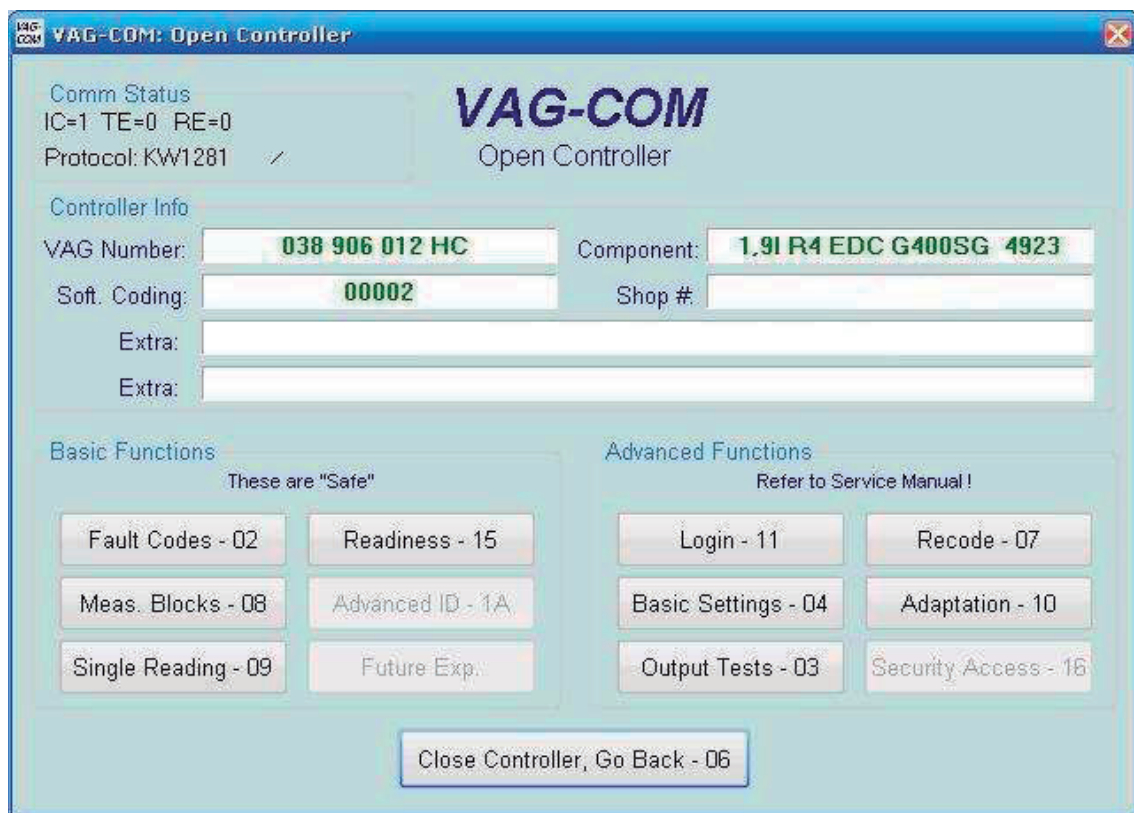 VAG-COM: Open Controller
Comm Status
IC=1 TE=0 RE=0
Protocol: KW1281 /
VAG-COM
Open Controller
Controller Info
VAG Number: 038 906 012 HC Component: 1,9l R4 EDC G400SG 4923
Soft. Coding: 00002 Shop #:
Extra:
Extra:
Basic Functions
These are "Safe"
Fault Codes - 02 Readiness - 15
Meas. Blocks - 08 Advanced ID - 1A
Single Reading - 09 Future Exp.
Advanced Functions
Refer to Service Manual !
Login - 11 Recode - 07
Basic Settings - 04 Adaptation - 10
Output Tests - 03 Security Access - 16
Close Controller, Go Back - 06